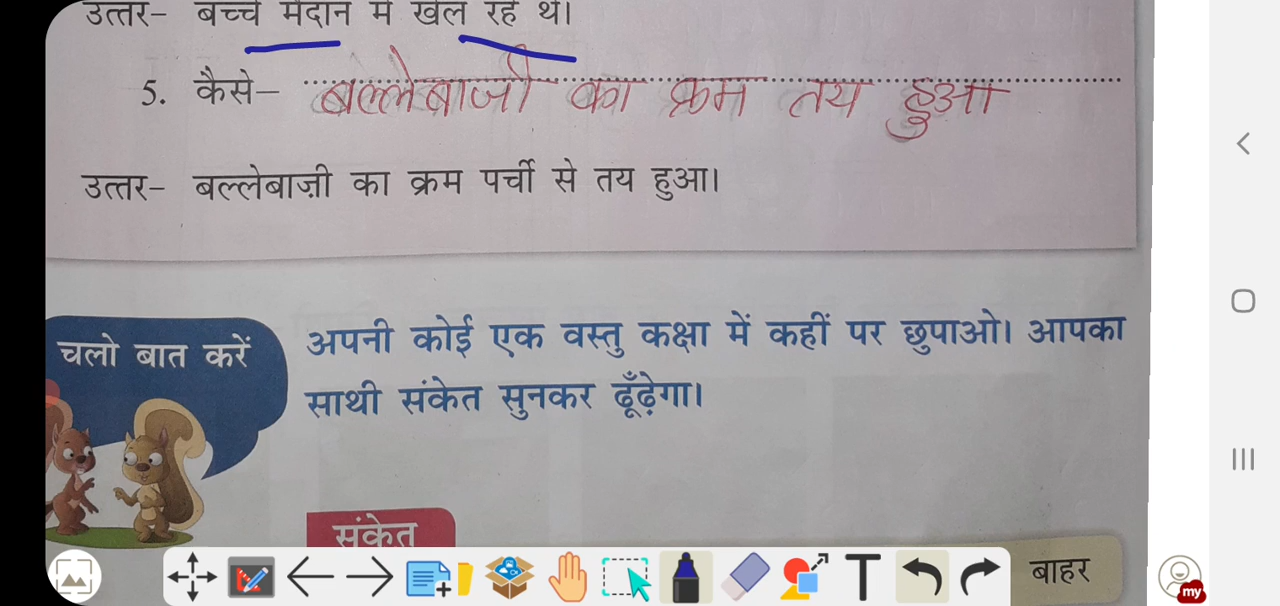 उत्तर- बच्चे मैदान में खेल रहे थे।
5. कैसे- बल्लेबाजी का क्रम तय हुआ
उत्तर- बल्लेबाज़ी का क्रम पर्ची से तय हुआ।
चलो बात करें
अपनी कोई एक वस्तु कक्षा में कहीं पर छुपाओ। आपका
साथी संकेत सुनकर ढूँढ़ेगा।
संकेत
बाहर
T
my